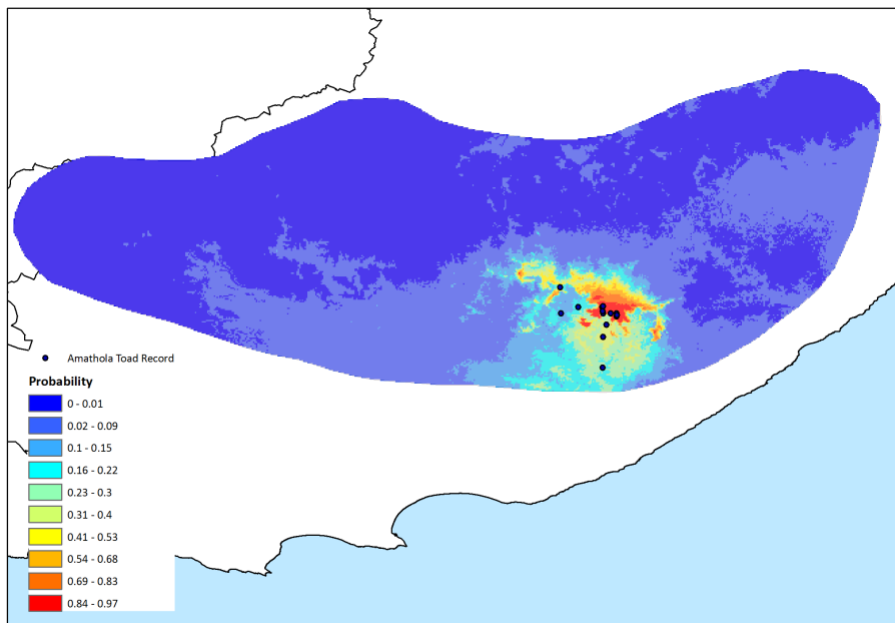 Amathola Toad Record
Probability
0 - 0.01
0.02 - 0.09
0.1 - 0.15
0.16 - 0.22
0.23 - 0.3
0.31 - 0.4
0.41 - 0.53
0.54 - 0.68
0.69 - 0.83
0.84 - 0.97